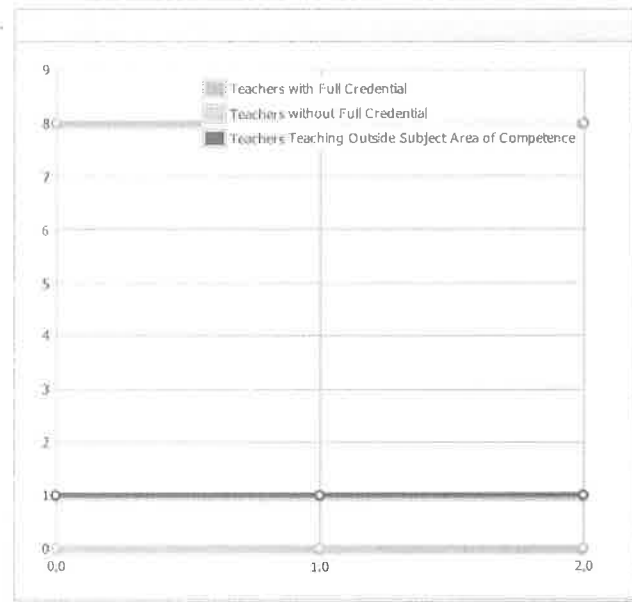 9
Teachers with Full Credential
Teachers without Full Credential
8
Teachers Teaching Outside Subject Area of Competence
7
6
5
4
3
2
1
0
0.0 1.0 2.0